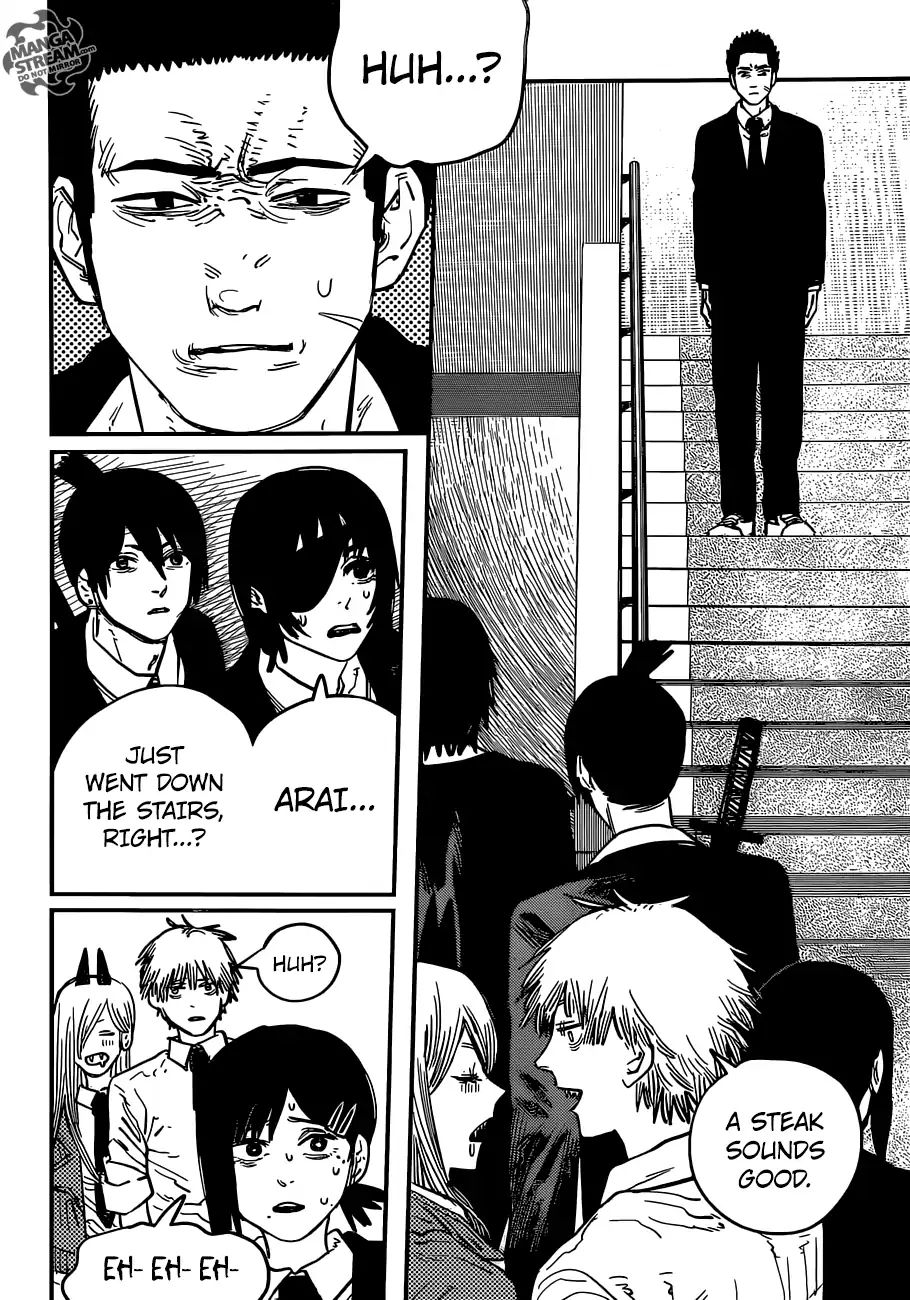 MANGA
STREAM.com
DO NOT MIRROR
HUH...?
A STEAK
SOUNDS
GOOD.
ARAI...
JUST
WENT DOWN
THE STAIRS,
RIGHT...?
HUH?
EH- EH- EH-